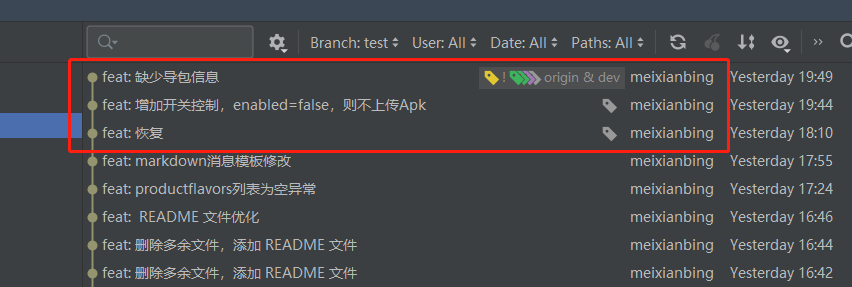 Branch: test User: All Date: All Paths: All
feat: 缺少导包信息 ! origin & dev meixianbing Yesterday 19:49
feat: 增加开关控制，enabled=false，则不上传Apk meixianbing Yesterday 19:44
feat: 恢复 meixianbing Yesterday 18:10
feat: markdown消息模板修改 meixianbing Yesterday 17:55
feat: productflavors列表为空异常 meixianbing Yesterday 17:24
feat: README 文件优化 meixianbing Yesterday 16:46
feat: 删除多余文件，添加 README 文件 meixianbing Yesterday 16:44
feat: 删除多余文件，添加 README 文件 meixianbing Yesterday 16:42